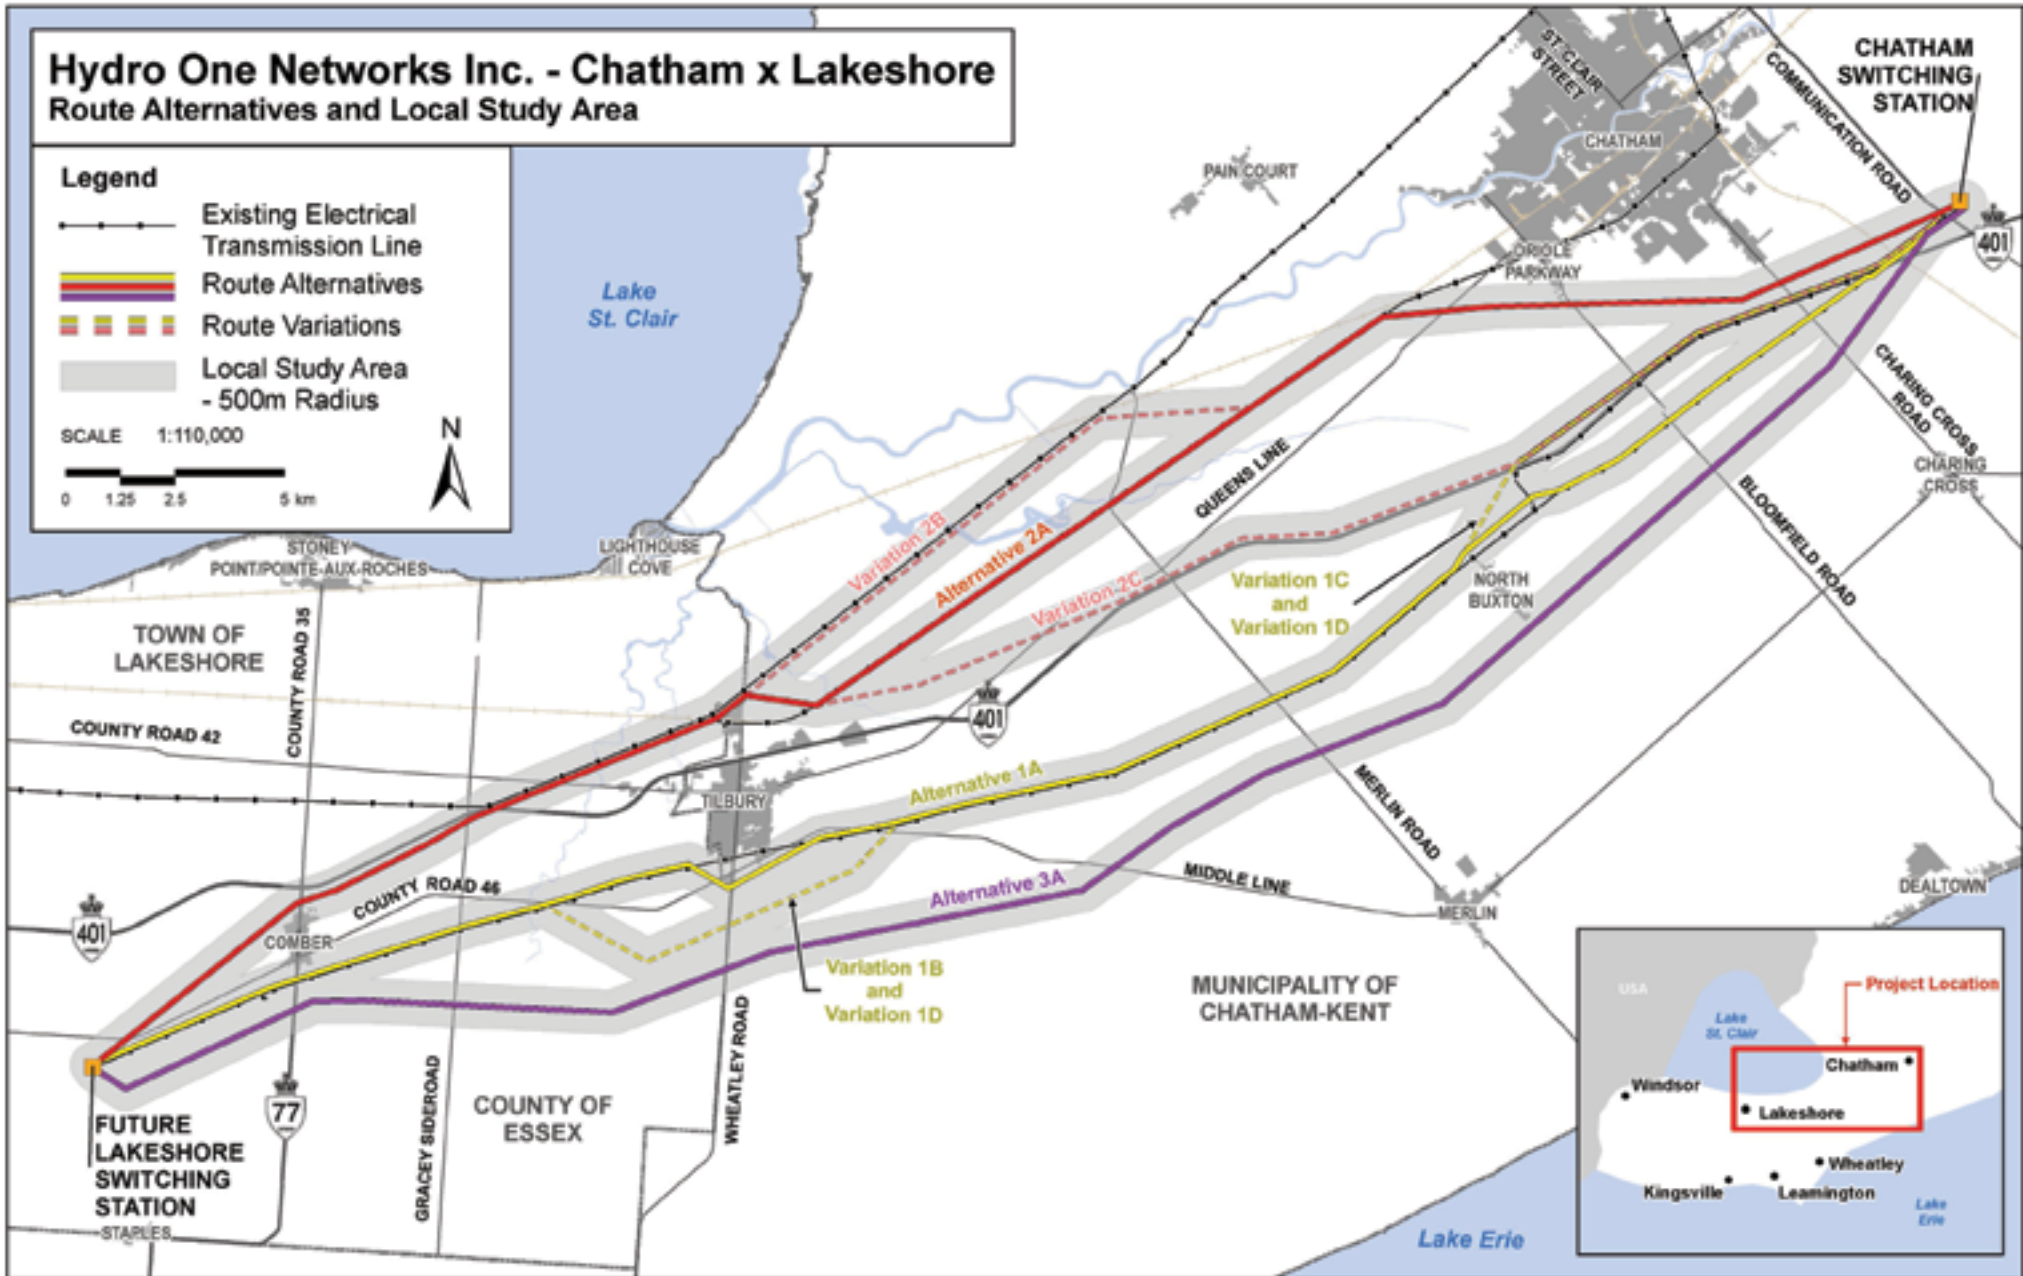 Hydro One Networks Inc. - Chatham x Lakeshore
Route Alternatives and Local Study Area
Legend
Existing Electrical
Transmission Line
Route Alternatives
Route Variations
Local Study Area
- 500m Radius
SCALE 1:110,000
0 1.25 2.5 5 km
N
Lake
St. Clair
PAIN COURT
ST. CLAIR
STREET
CHATHAM
COMMUNICATION ROAD
CHATHAM
SWITCHING
STATION
401
ORIOLE
PARKWAY
CHARING CROSS
ROAD
CHARING
CROSS
QUEENS LINE
BLOOMFIELD ROAD
STONEY
POINT/POINTE-AUX-ROCHES
LIGHTHOUSE
COVE
Variation 2B
Alternative 2A
Variation 2C
Variation 1C
and
Variation 1D
NORTH
BUXTON
TOWN OF
LAKESHORE
COUNTY ROAD 35
COUNTY ROAD 42
401
TILBURY
Alternative 1A
MERLIN ROAD
COUNTY ROAD 46
Alternative 3A
MIDDLE LINE
MERLIN
DEALTOWN
401
COMBER
Variation 1B
and
Variation 1D
MUNICIPALITY OF
CHATHAM-KENT
WHEATLEY ROAD
GRACEY SIDEROAD
77
COUNTY OF
ESSEX
FUTURE
LAKESHORE
SWITCHING
STATION
STAPLES
Lake Erie
USA
Project Location
Lake
St. Clair
Chatham
Windsor
Lakeshore
Wheatley
Kingsville
Leamington
Lake
Erie